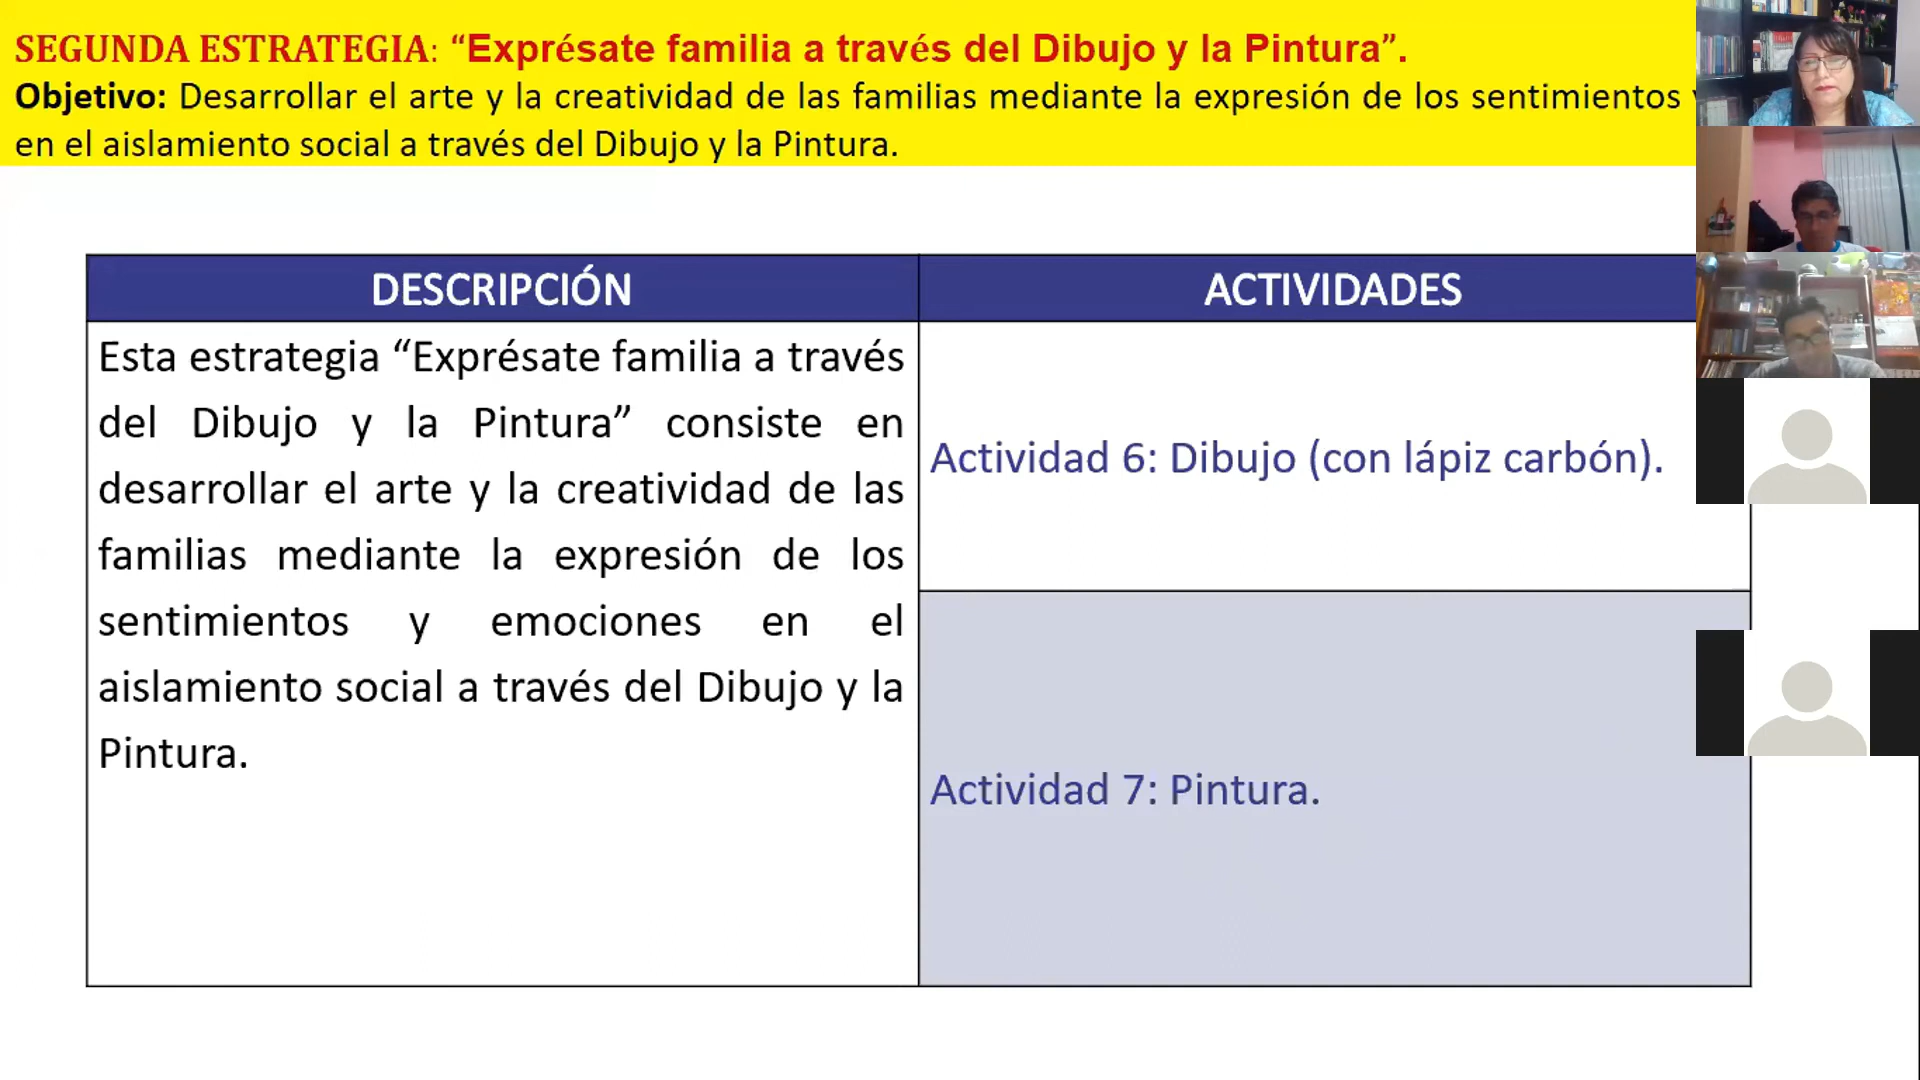 SEGUNDA ESTRATEGIA: “Exprésate familia a través del Dibujo y la Pintura”.
Objetivo: Desarrollar el arte y la creatividad de las familias mediante la expresión de los sentimientos
en el aislamiento social a través del Dibujo y la Pintura.
DESCRIPCIÓN
ACTIVIDADES
Esta estrategia “Exprésate familia a través
del Dibujo y la Pintura” consiste en
desarrollar el arte y la creatividad de las
familias mediante la expresión de los
sentimientos y emociones en el
aislamiento social a través del Dibujo y la
Pintura.
Actividad 6: Dibujo (con lápiz carbón).
Actividad 7: Pintura.